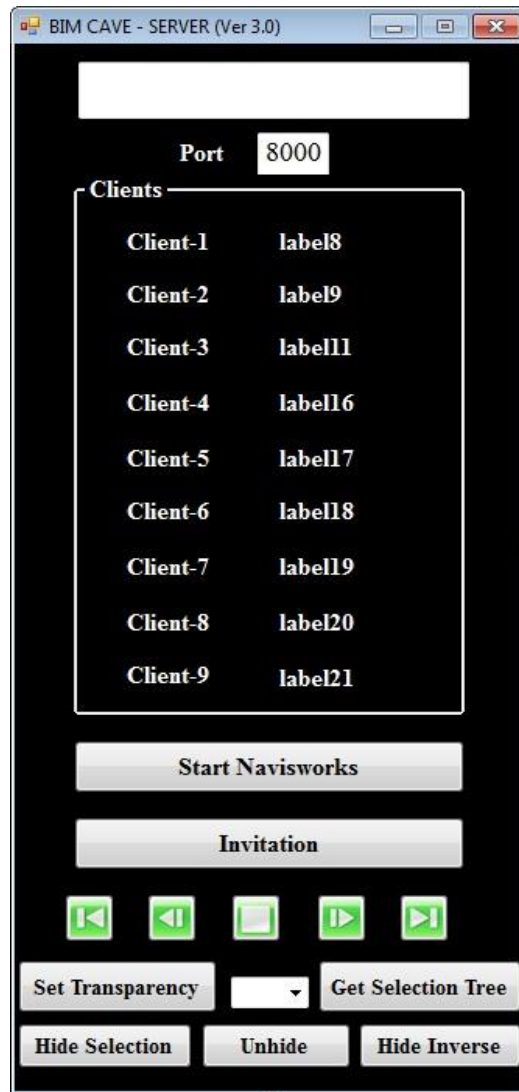 BIM CAVE - SERVER (Ver 3.0)
Port 8000
Clients
Client-1 label8
Client-2 label9
Client-3 label11
Client-4 label16
Client-5 label17
Client-6 label18
Client-7 label19
Client-8 label20
Client-9 label21
Start Navisworks
Invitation
Set Transparency Get Selection Tree
Hide Selection Unhide Hide Inverse